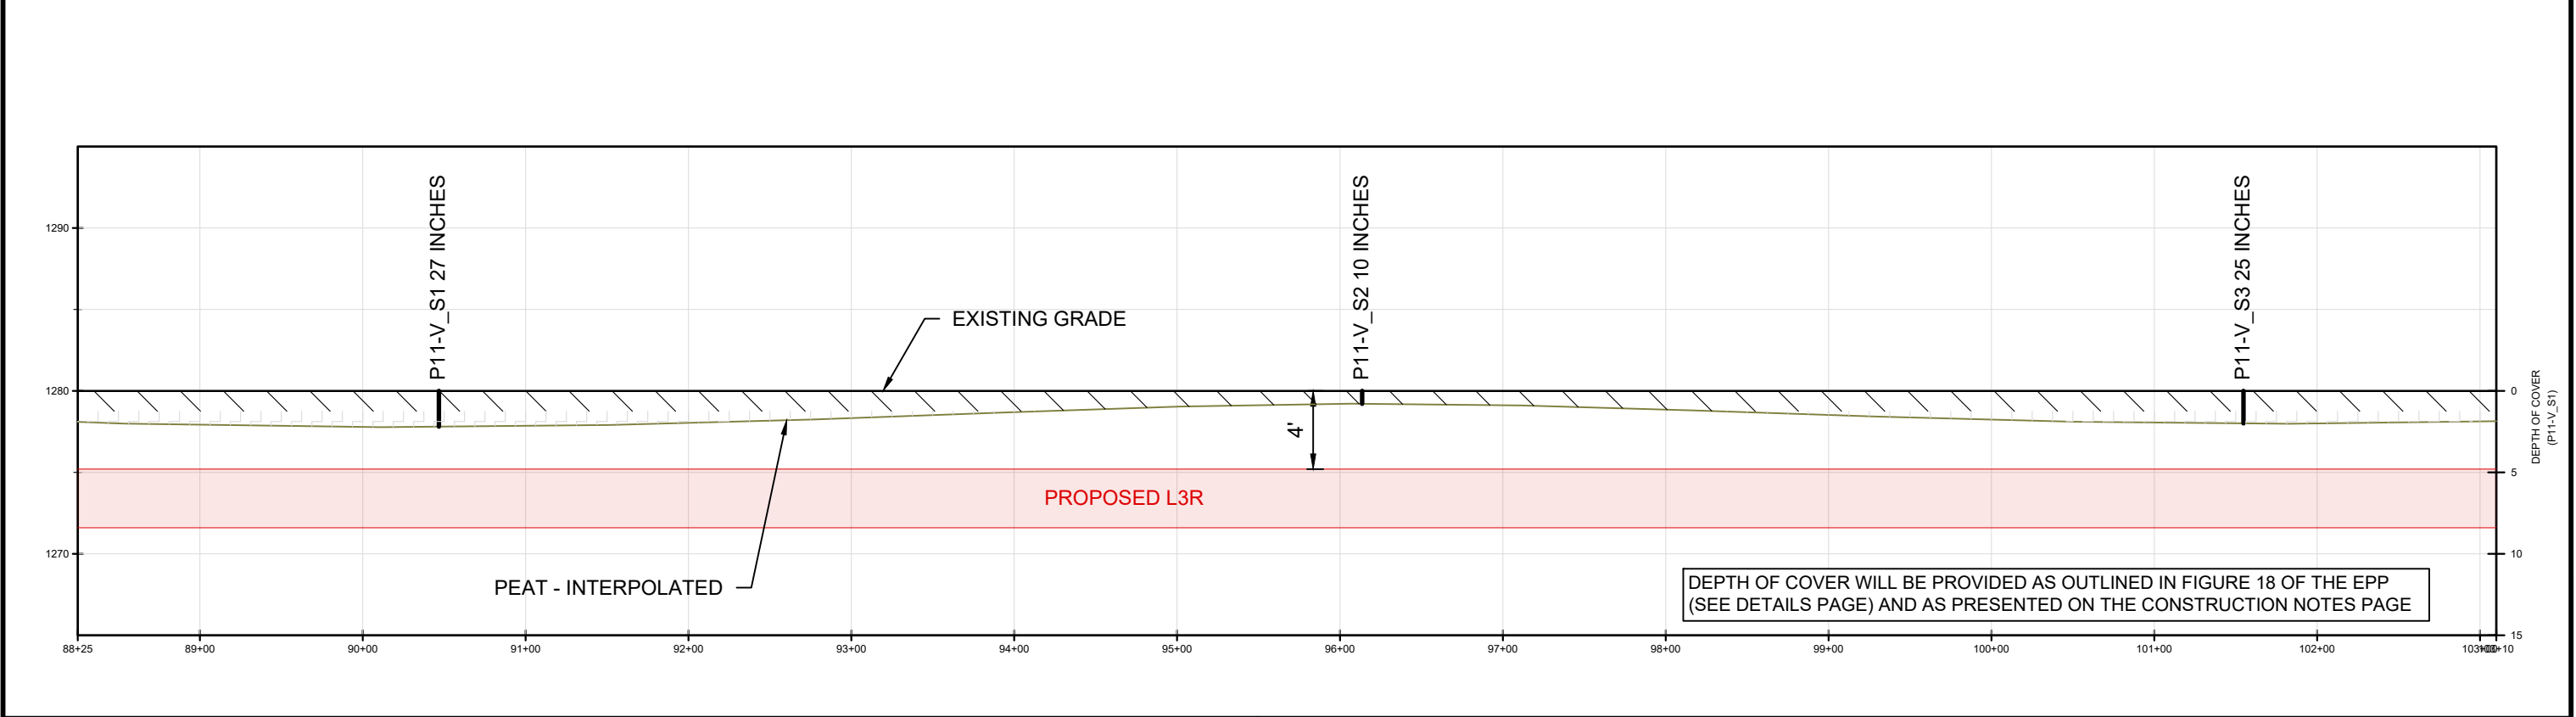 P11-V_S1 27 INCHES
P11-V_S2 10 INCHES
P11-V_S3 25 INCHES
1290
EXISTING GRADE
1280
0
4'
DEPTH OF COVER
(P11-V_S1)
5
PROPOSED L3R
1270
10
PEAT - INTERPOLATED
DEPTH OF COVER WILL BE PROVIDED AS OUTLINED IN FIGURE 18 OF THE EPP
(SEE DETAILS PAGE) AND AS PRESENTED ON THE CONSTRUCTION NOTES PAGE
15
88+25 89+00 90+00 91+00 92+00 93+00 94+00 95+00 96+00 97+00 98+00 99+00 100+00 101+00 102+00 103+00 103+10